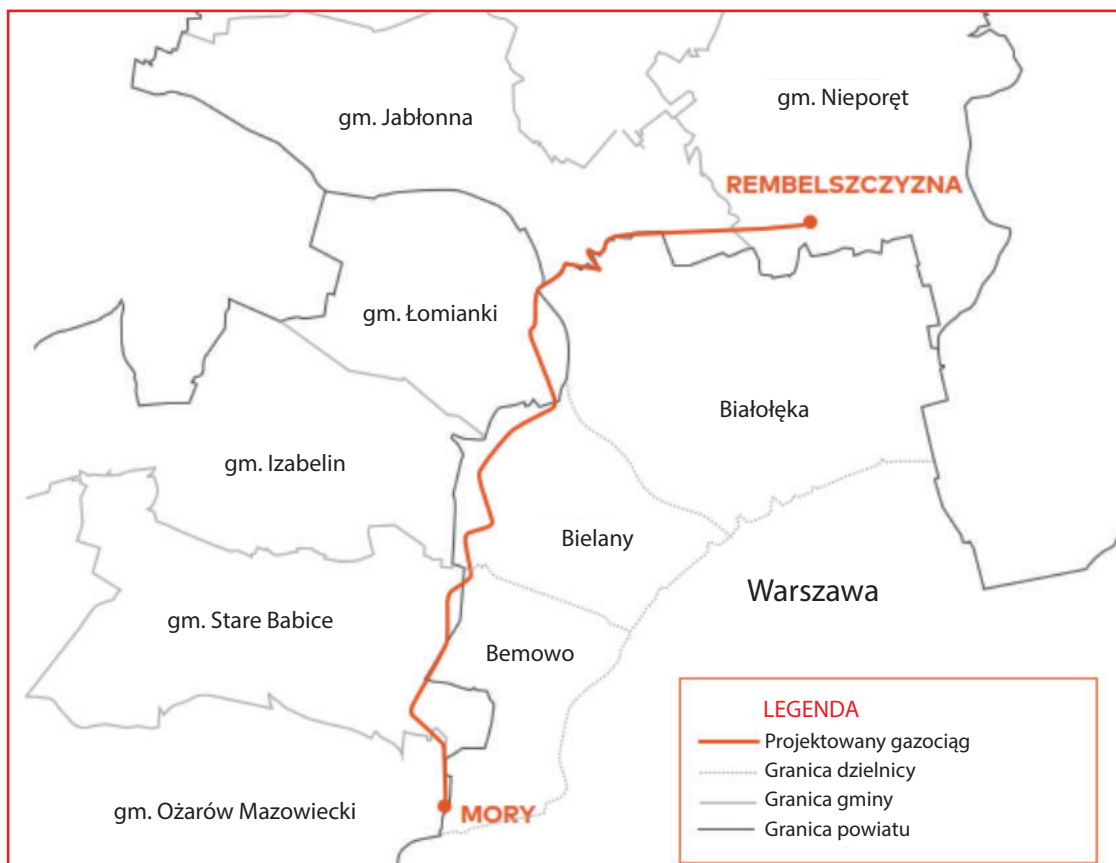 gm. Nieporęt
gm. Jabłonna
REMBELSZCZYZNA
gm. Łomianki
Białołęka
gm. Izabelin
Bielany
Warszawa
gm. Stare Babice
Bemowo
gm. Ożarów Mazowiecki
MORY
LEGENDA
Projektowany gazociąg
Granica dzielnicy
Granica gminy
Granica powiatu